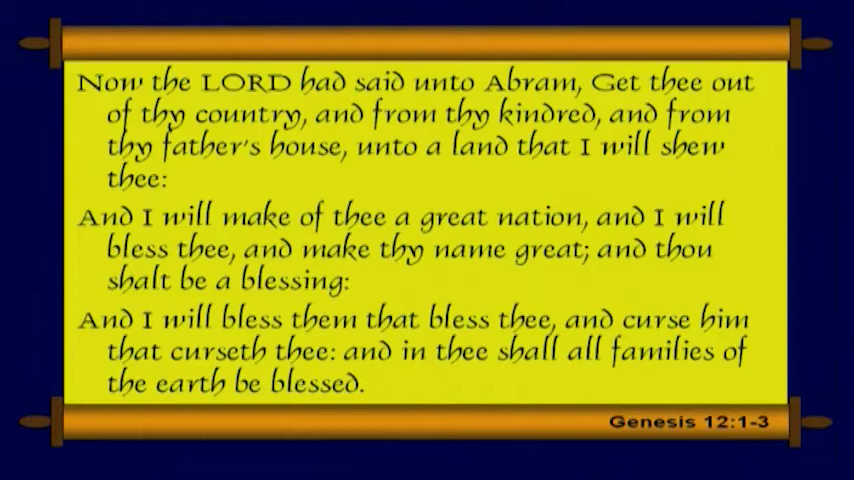 Now the LORD had said unto Abram, Get thee out
of thy country, and from thy kindred, and from
thy father's house, unto a land that I will shew
thee:
And I will make of thee a great nation, and I will
bless thee, and make thy name great; and thou
shalt be a blessing:
And I will bless them that bless thee, and curse him
that curseth thee: and in thee shall all families of
the earth be blessed.
Genesis 12:1-3